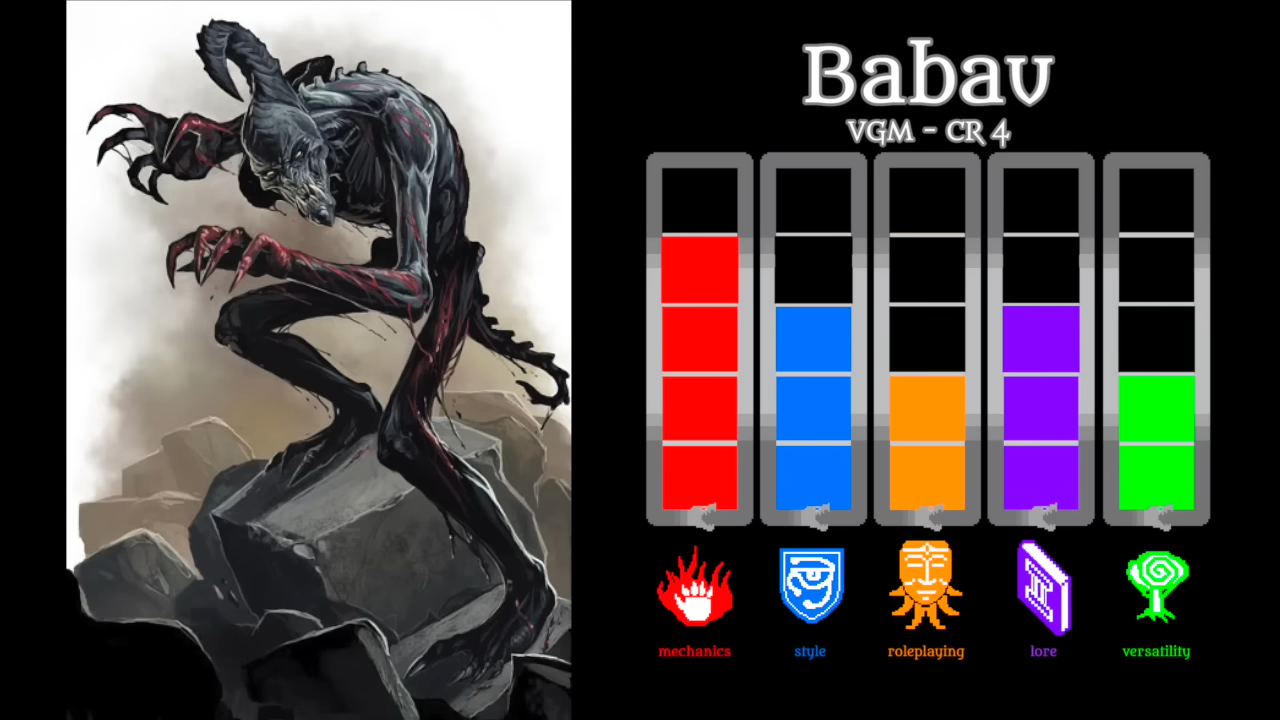 Babau
VGM - CR 4
mechanics
style
roleplaying
lore
versatility